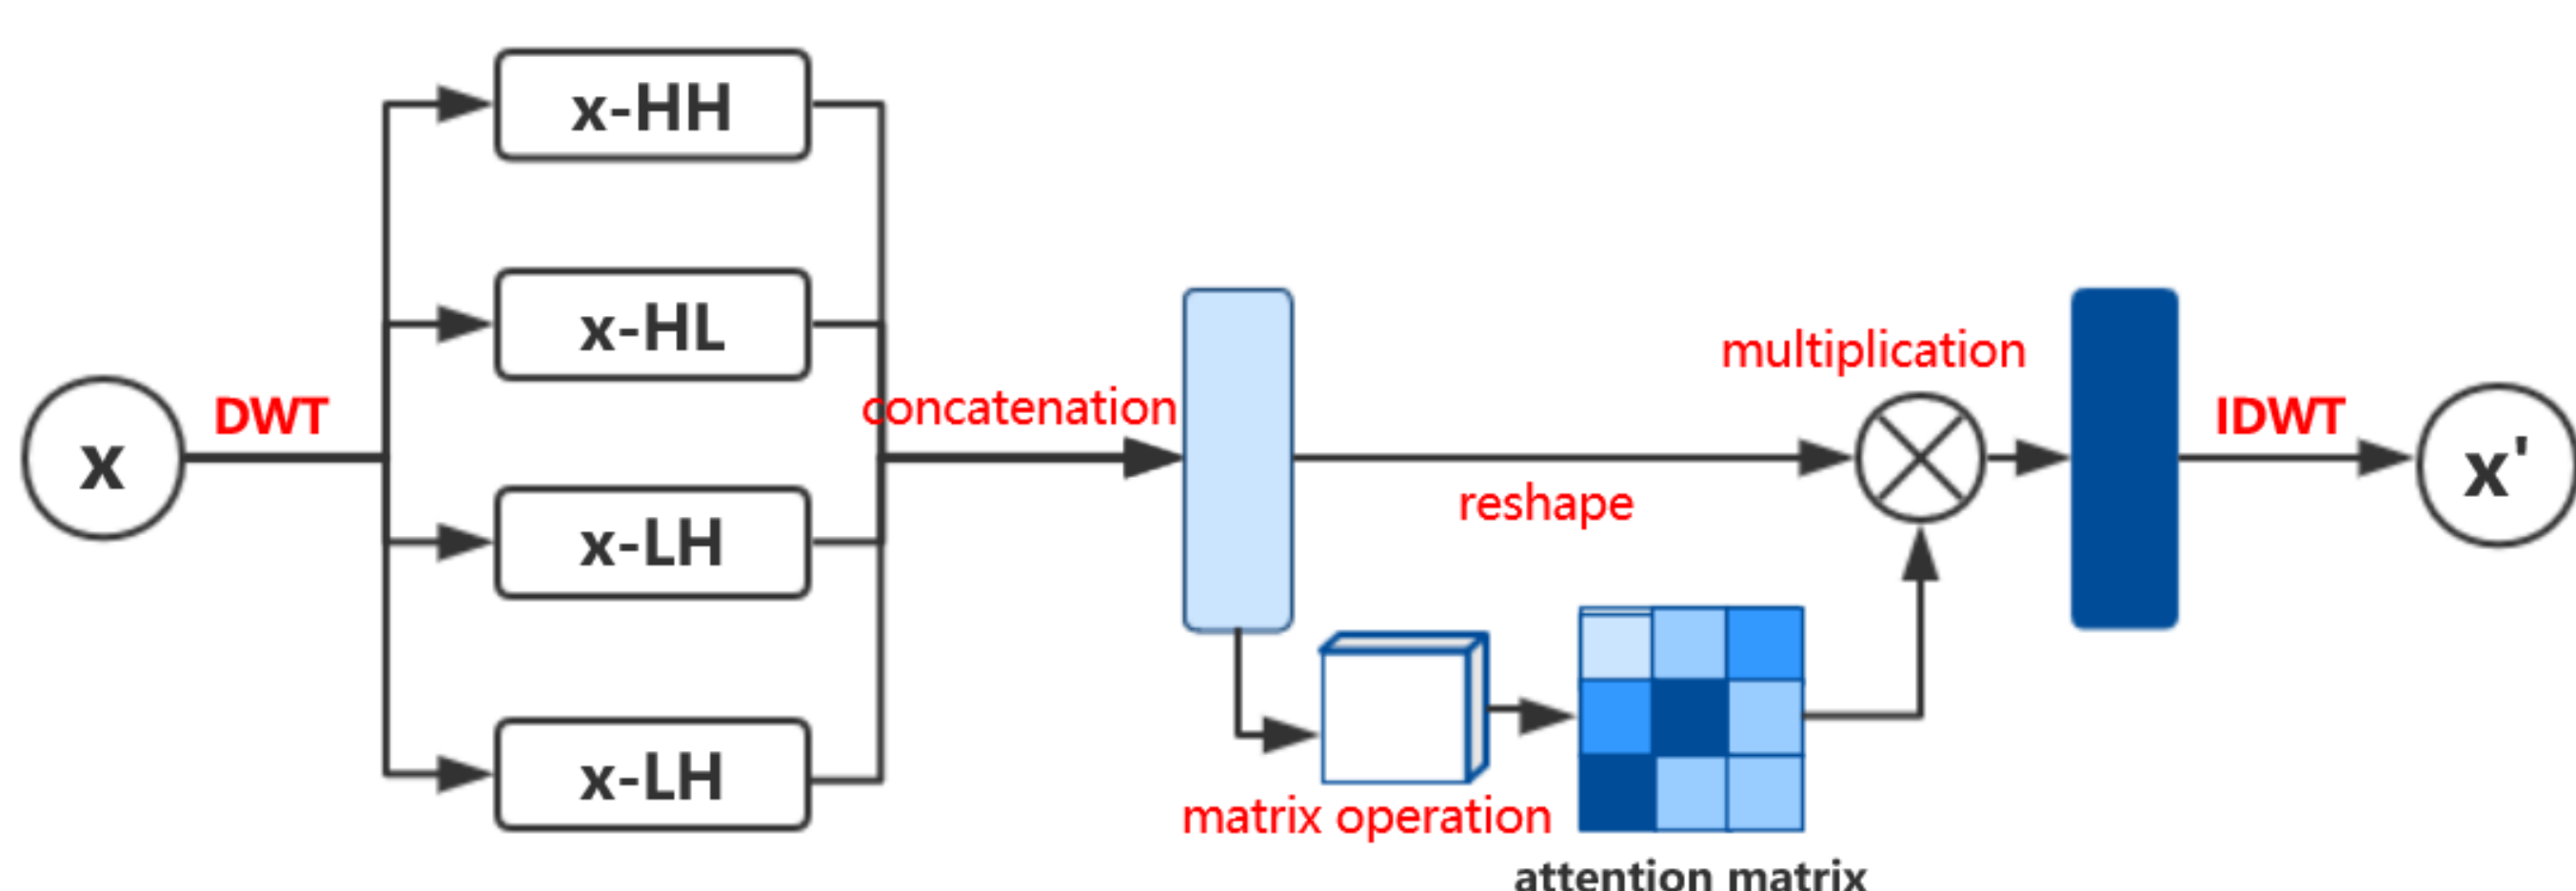 x
DWT
x-HH
x-HL
x-LH
x-LH
concatenation
reshape
multiplication
matrix operation
attention matrix
IDWT
x'